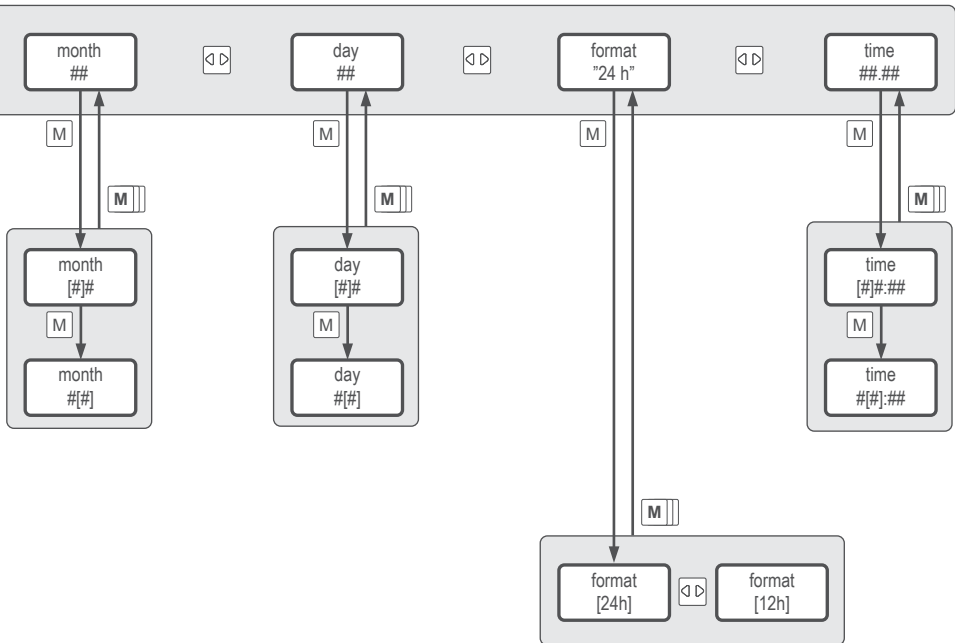 month
##
day
##
format
”24 h”
time
##.##
M
M
M
M
M
M
M
month
[#]#
day
[#]#
time
[#]#:##
M
M
M
month
#[#]
day
#[#]
time
#[#]:##
M
format
[24h]
format
[12h]